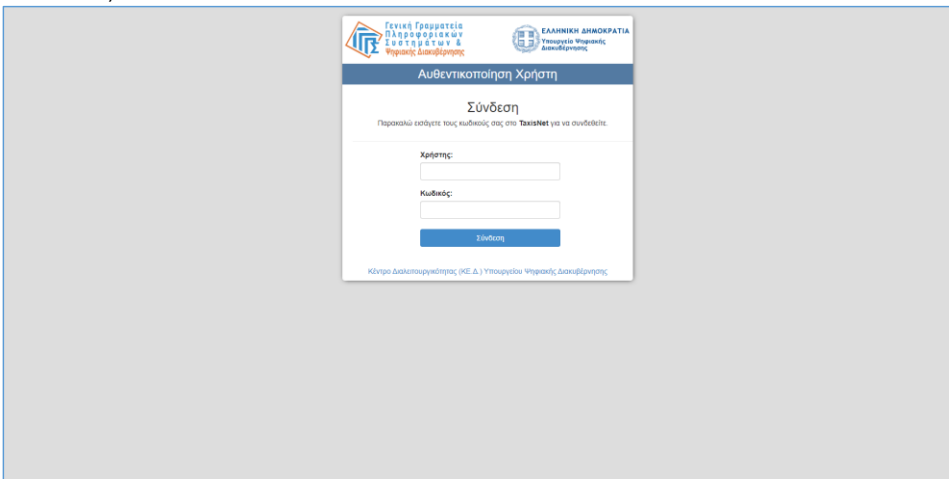 Γενική Γραμματεία
Πληροφοριακών
Συστημάτων &
Ψηφιακής Διακυβέρνησης
ΕΛΛΗΝΙΚΗ ΔΗΜΟΚΡΑΤΙΑ
Υπουργείο Ψηφιακής
Διακυβέρνησης
Αυθεντικοποίηση Χρήστη
Σύνδεση
Παρακαλώ εισάγετε τους κωδικούς σας στο TaxisNet για να συνδεθείτε.
Χρήστης:
Κωδικός:
Σύνδεση
Κέντρο Διαλειτουργικότητας (ΚΕ.Δ.) Υπουργείου Ψηφιακής Διακυβέρνησης